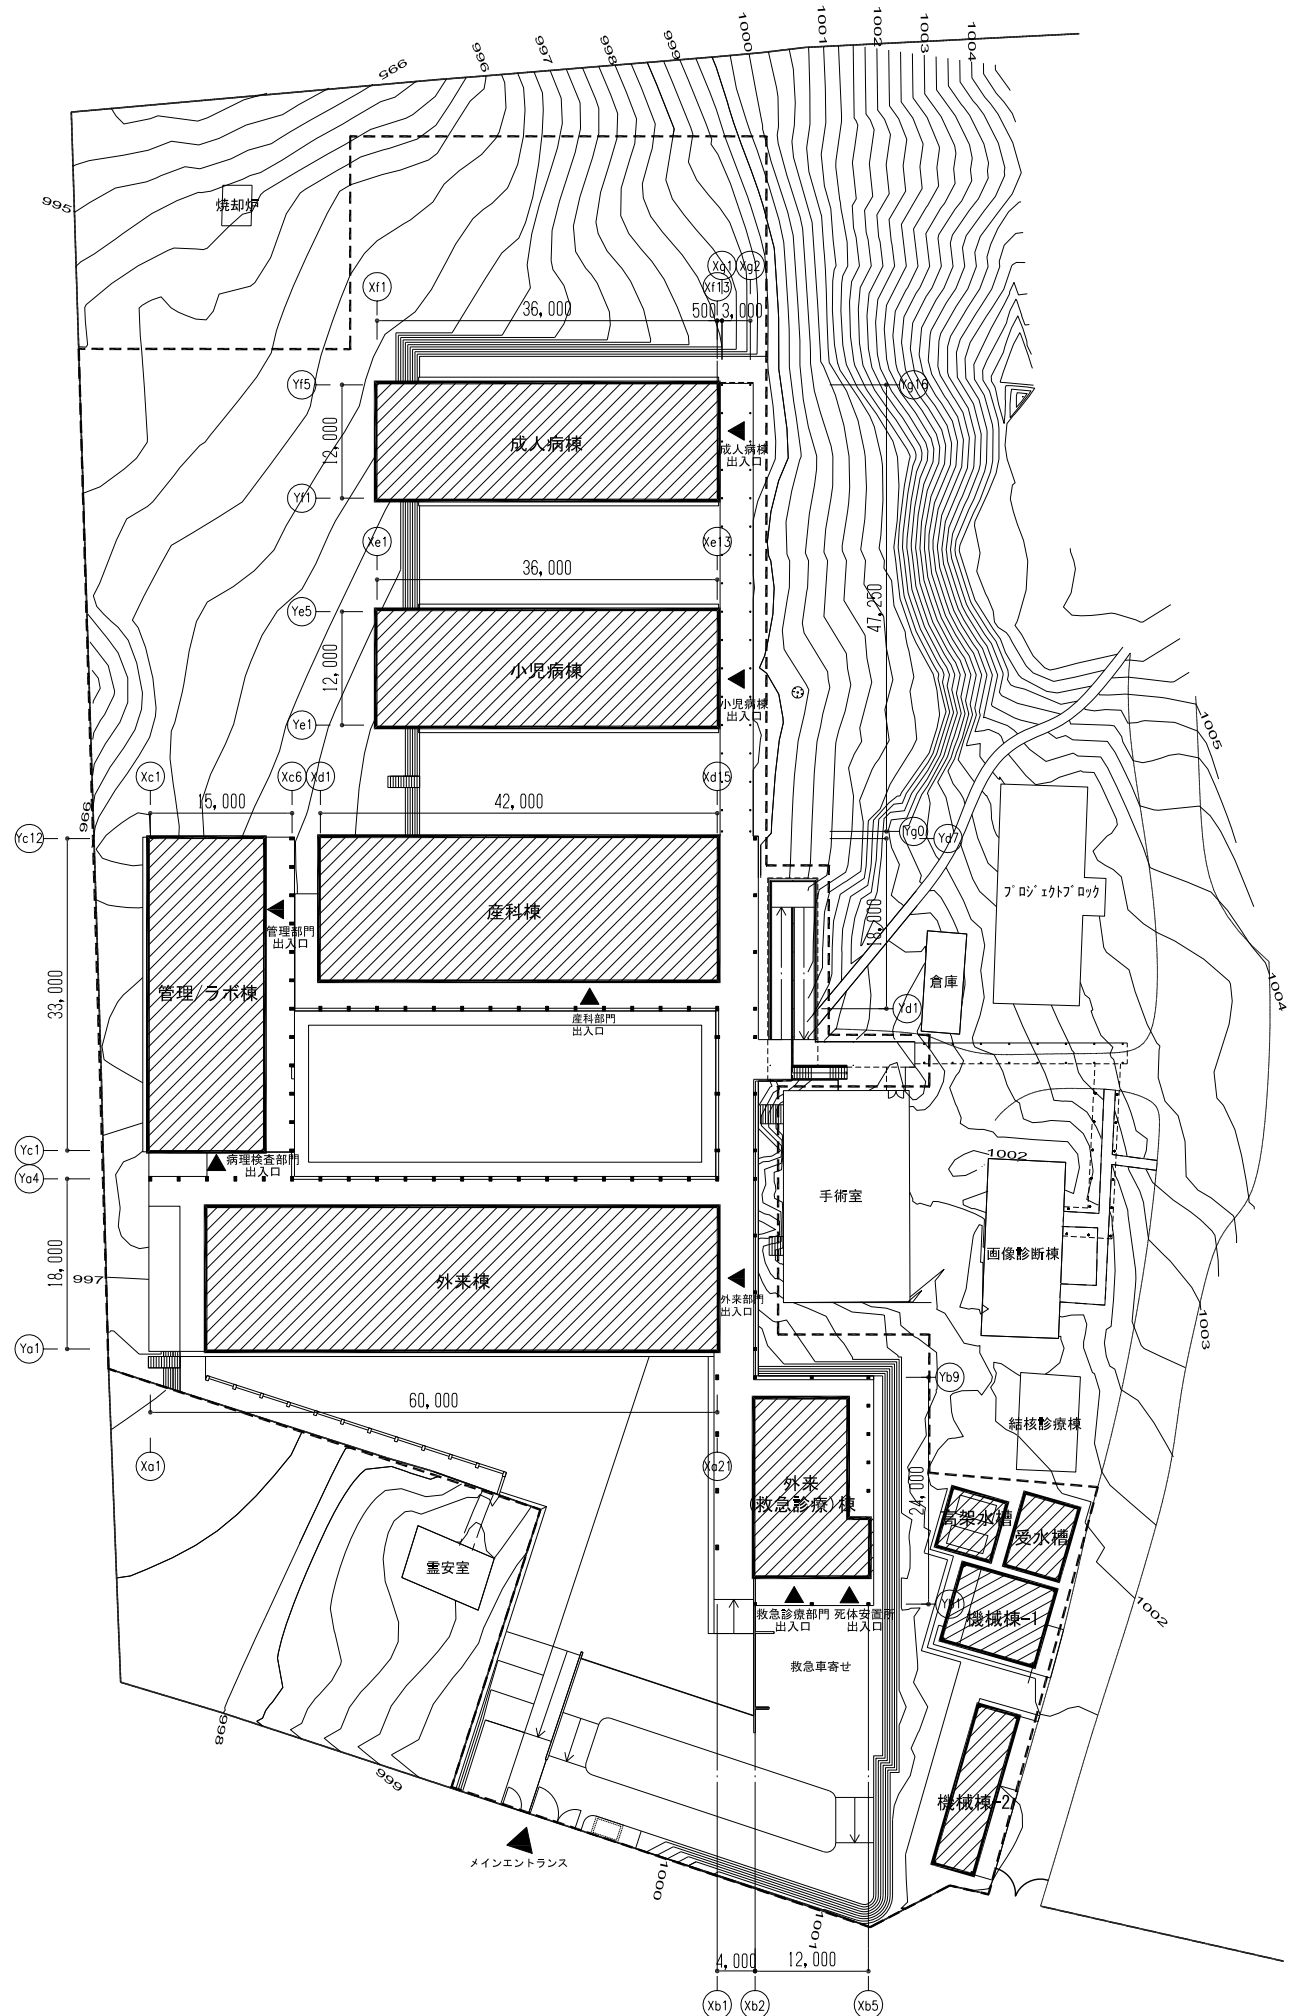 1000
1001
1002
1003
1004
999
998
997
996
995
995
焼却炉
Xg1
Xg2
Xf1
Xf13
36,000
500
3,000
Yf5
Yg16
12,000
成人病棟
成人病棟
出入口
Yf1
Xe1
Xe13
36,000
47,250
Ye5
12,000
小児病棟
小児病棟
出入口
Ye1
1005
Xc1
Xc6
Xd1
Xd15
15,000
42,000
996
Yc12
Yg0
Yd7
プロジェクトブロック
産科棟
管理部門
出入口
18,000
倉庫
管理/ラボ棟
33,000
1004
産科部門
出入口
Yd1
Yc1
病理検査部門
出入口
1002
Ya4
手術室
18,000
画像診断棟
997
外来棟
外来部門
出入口
1003
Ya1
Yb9
60,000
結核診療棟
Xa1
Xa21
外来
(救急診療)棟
24,000
高架水槽
受水槽
霊安室
救急診療部門
出入口
死体安置所
出入口
Yb1
機械棟-1
1002
救急車寄せ
998
999
機械棟-2
メインエントランス
1000
1001
4,000
12,000
Xb1
Xb2
Xb5